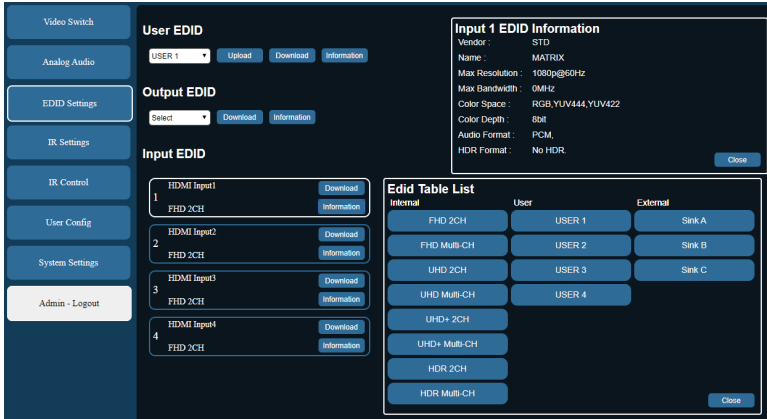 Video Switch
Analog Audio
EDID Settings
IR Settings
IR Control
User Config
System Settings
Admin - Logout
User EDID
USER 1 Upload Download Information
Output EDID
Select Download Information
Input EDID
1 HDMI Input1 Download
FHD 2CH Information
2 HDMI Input2 Download
FHD 2CH Information
3 HDMI Input3 Download
FHD 2CH Information
4 HDMI Input4 Download
FHD 2CH Information
Input 1 EDID Information
Vendor : STD
Name : MATRIX
Max Resolution : 1080p@60Hz
Max Bandwidth : 0MHz
Color Space : RGB,YUV444,YUV422
Color Depth : 8bit
Audio Format : PCM,
HDR Format : No HDR.
Close
Edid Table List
Internal User External
FHD 2CH USER 1 Sink A
FHD Multi-CH USER 2 Sink B
UHD 2CH USER 3 Sink C
UHD Multi-CH USER 4
UHD+ 2CH
UHD+ Multi-CH
HDR 2CH
HDR Multi-CH
Close